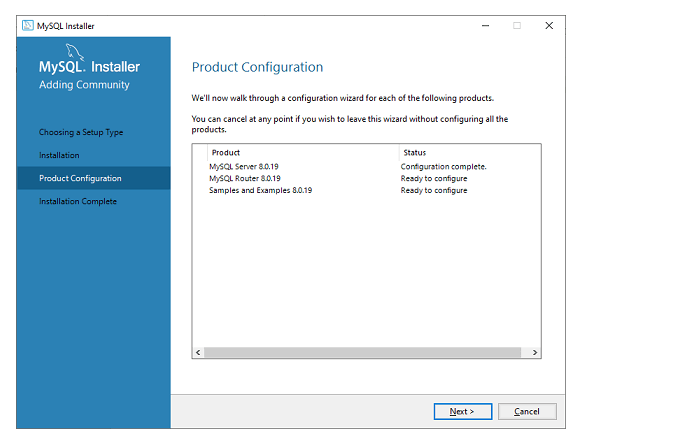 MySQL Installer
MySQL. Installer
Adding Community
Choosing a Setup Type
Installation
Product Configuration
Installation Complete
Product Configuration
We'll now walk through a configuration wizard for each of the following products.
You can cancel at any point if you wish to leave this wizard without configuring all the
products.
Product Status
MySQL Server 8.0.19 Configuration complete.
MySQL Router 8.0.19 Ready to configure
Samples and Examples 8.0.19 Ready to configure
Next > Cancel